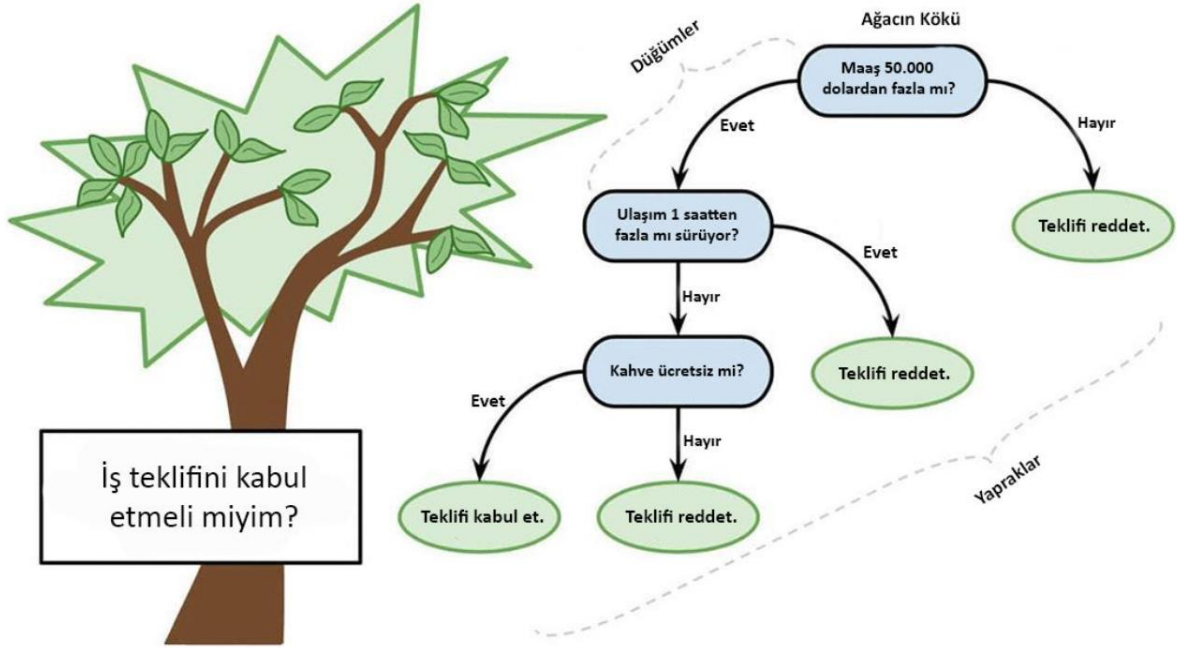 Ağacın Kökü
Düğümler
Maaş 50.000
dolardan fazla mı?
Evet
Hayır
Ulaşım 1 saatten
fazla mı sürüyor?
Teklifi reddet.
Evet
Hayır
Kahve ücretsiz mi?
Teklifi reddet.
Evet
Hayır
Teklifi kabul et.
Teklifi reddet.
Yapraklar
İş teklifini kabul
etmeli miyim?